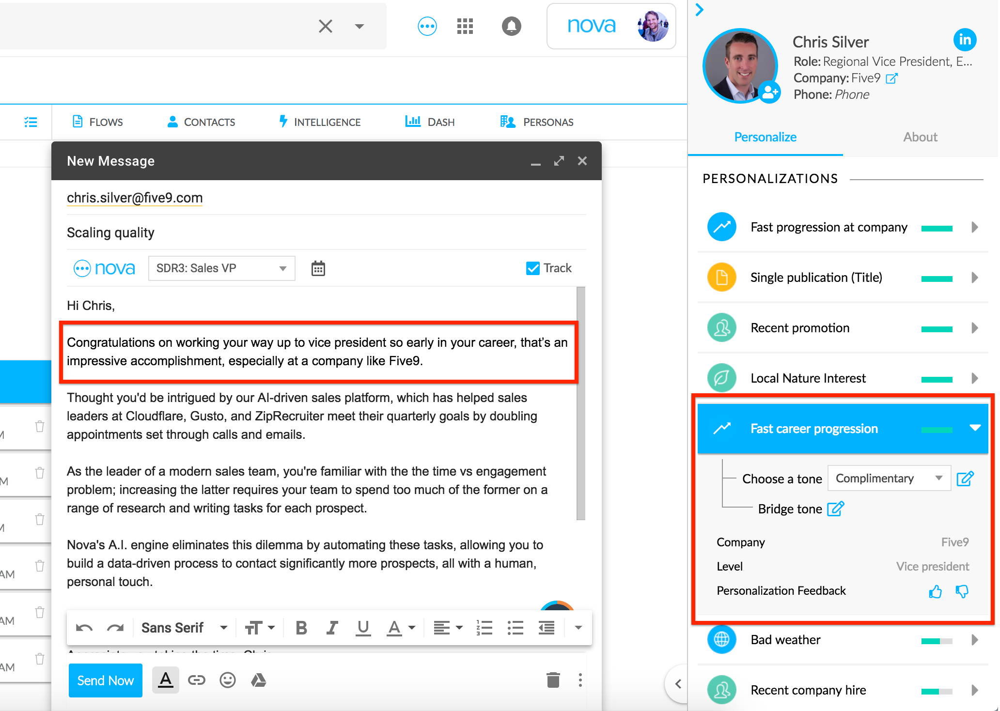 nova
FLOWS
CONTACTS
INTELLIGENCE
DASH
PERSONAS
New Message
chris.silver@five9.com
Scaling quality
nova
SDR3: Sales VP
Track
Hi Chris,
Congratulations on working your way up to vice president so early in your career, that's an
impressive accomplishment, especially at a company like Five9.
Thought you'd be intrigued by our AI-driven sales platform, which has helped sales
leaders at Cloudflare, Gusto, and ZipRecruiter meet their quarterly goals by doubling
appointments set through calls and emails.
As the leader of a modern sales team, you're familiar with the the time vs engagement
problem; increasing the latter requires your team to spend too much of the former on a
range of research and writing tasks for each prospect.
Nova's A.I. engine eliminates this dilemma by automating these tasks, allowing you to
build a data-driven process to contact significantly more prospects, all with a human,
personal touch.
Sans Serif
Send Now
AM
AM
AM
Chris Silver
in
Role: Regional Vice President, E...
Company: Five9
Phone: Phone
Personalize
About
PERSONALIZATIONS
Fast progression at company
Single publication (Title)
Recent promotion
Local Nature Interest
Fast career progression
Choose a tone
Complimentary
Bridge tone
Company
Five9
Level
Vice president
Personalization Feedback
Bad weather
Recent company hire